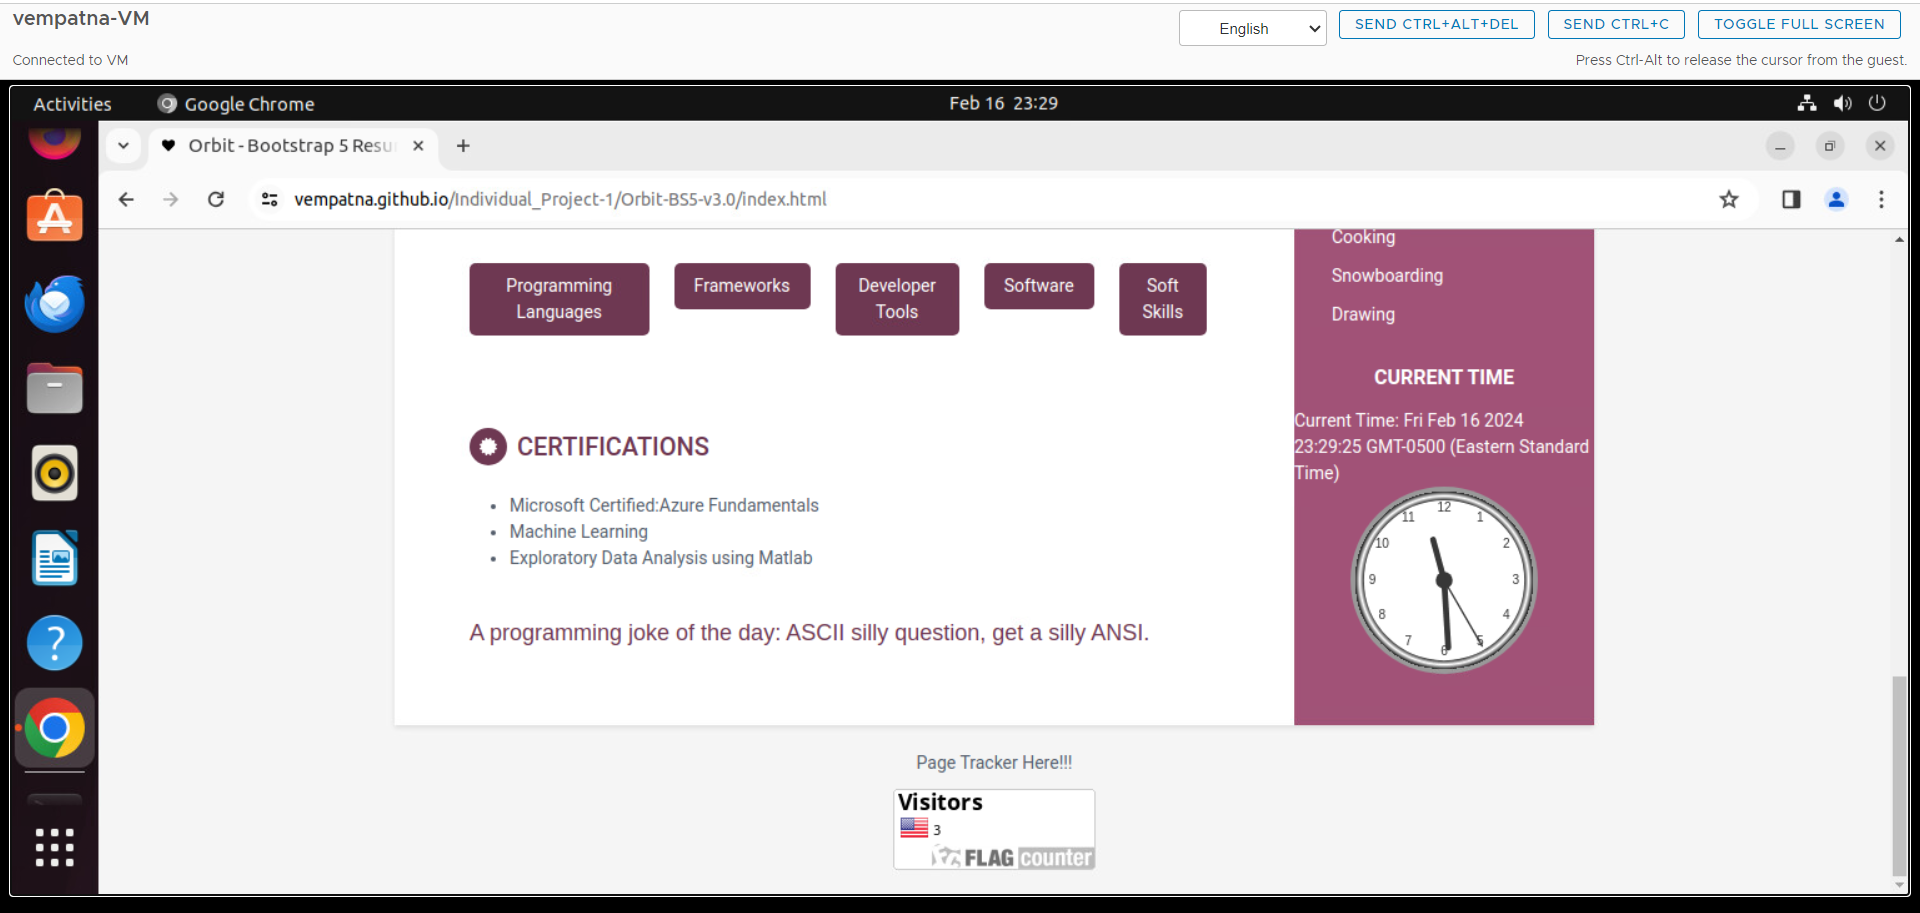 vempatna-VM
English
SEND CTRL+ALT+DEL
SEND CTRL+C
TOGGLE FULL SCREEN
Connected to VM
Press Ctrl-Alt to release the cursor from the guest.
Activities
Google Chrome
Feb 16 23:29
Orbit - Bootstrap 5 Resu
vempatna.github.io/Individual_Project-1/Orbit-BS5-v3.0/index.html
Programming
Languages
Frameworks
Developer
Tools
Software
Soft
Skills
CERTIFICATIONS
Microsoft Certified:Azure Fundamentals
Machine Learning
Exploratory Data Analysis using Matlab
A programming joke of the day: ASCII silly question, get a silly ANSI.
Cooking
Snowboarding
Drawing
CURRENT TIME
Current Time: Fri Feb 16 2024
23:29:25 GMT-0500 (Eastern Standard
Time)
12
1
2
3
4
5
6
7
8
9
10
11
Page Tracker Here!!!
Visitors
3
FLAG counter